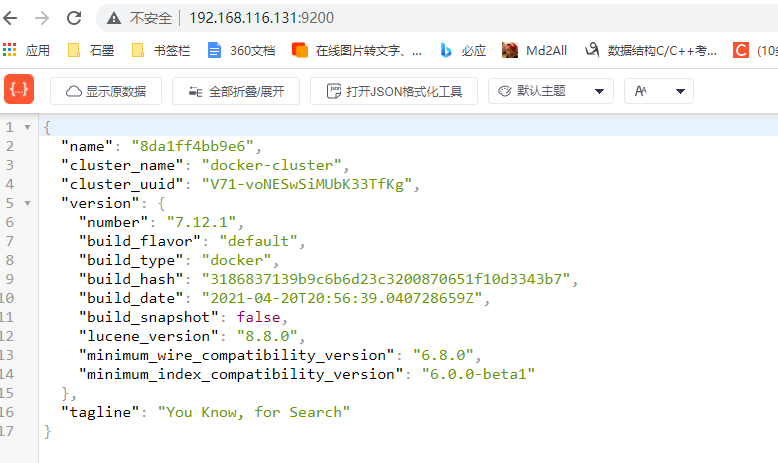 不安全 | 192.168.116.131:9200
应用 石墨 书签栏 360文档 在线图片转文字、... 必应 Md2All 数据结构C/C++考... C (10
{..} 显示原数据 全部折叠/展开 打开JSON格式化工具 默认主题 AA
1 {
2 "name": "8da1ff4bb9e6",
3 "cluster_name": "docker-cluster",
4 "cluster_uuid": "V71-voNESwSiMUbK33TfKg",
5 "version": {
6 "number": "7.12.1",
7 "build_flavor": "default",
8 "build_type": "docker",
9 "build_hash": "3186837139b9c6b6d23c3200870651f10d3343b7",
10 "build_date": "2021-04-20T20:56:39.040728659Z",
11 "build_snapshot": false,
12 "lucene_version": "8.8.0",
13 "minimum_wire_compatibility_version": "6.8.0",
14 "minimum_index_compatibility_version": "6.0.0-beta1"
15 },
16 "tagline": "You Know, for Search"
17 }